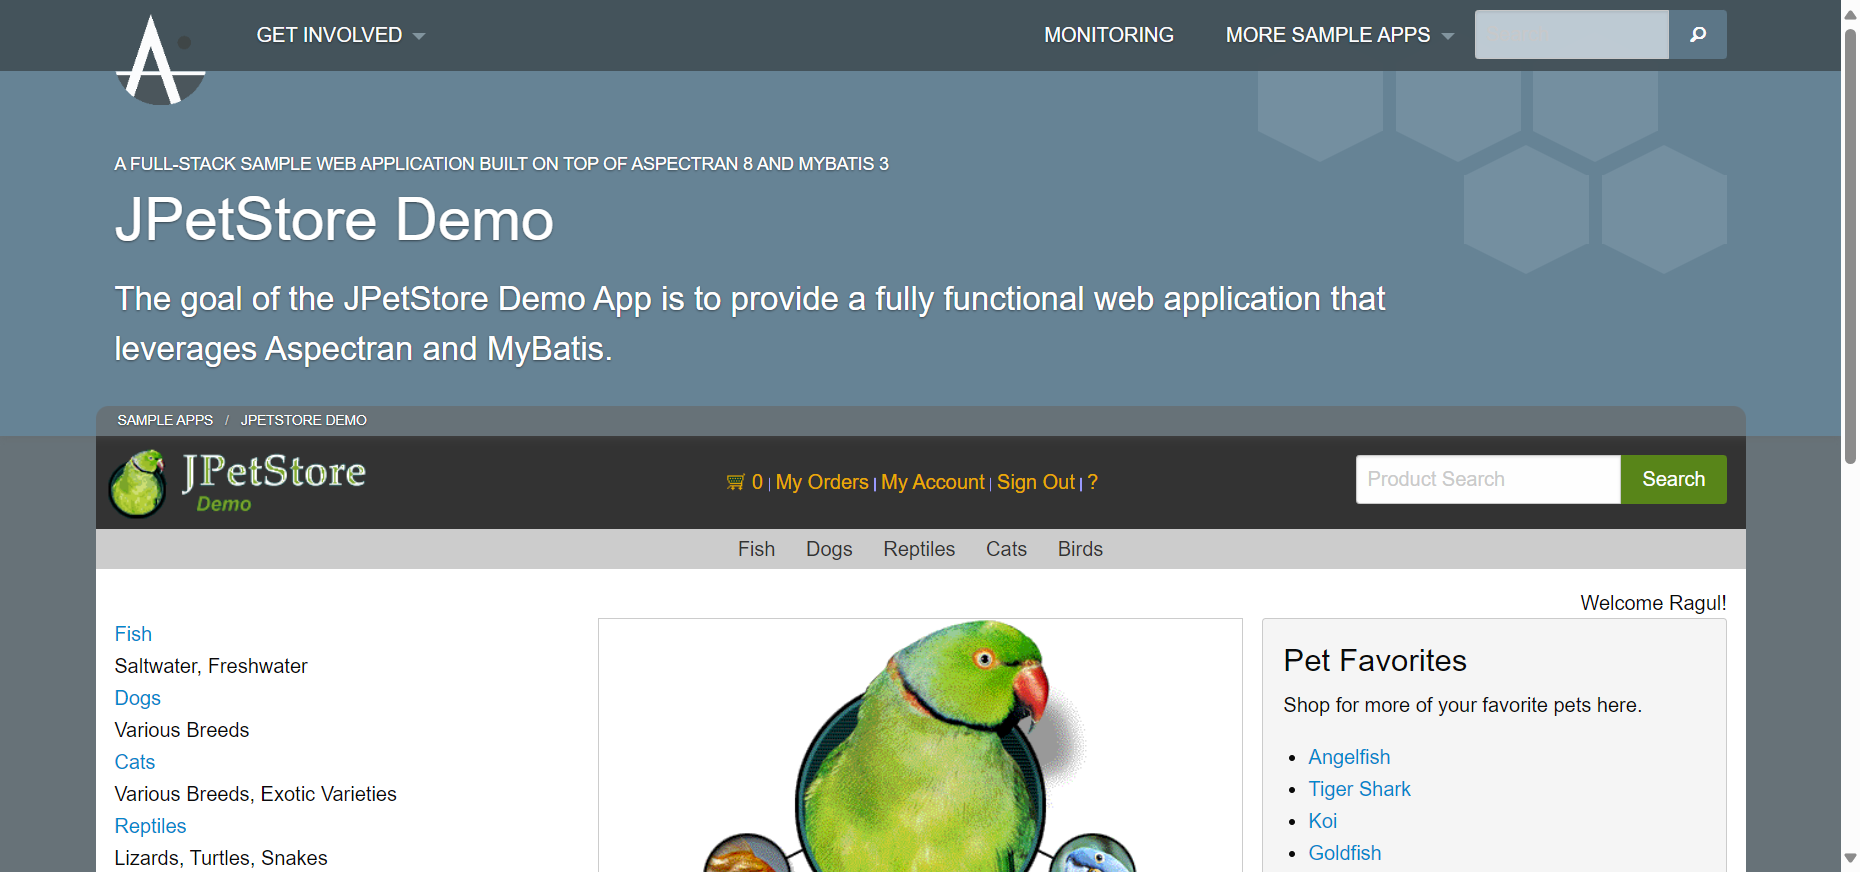 GET INVOLVED
MONITORING
MORE SAMPLE APPS
A FULL-STACK SAMPLE WEB APPLICATION BUILT ON TOP OF ASPECTRAN 8 AND MYBATIS 3
JPetStore Demo
The goal of the JPetStore Demo App is to provide a fully functional web application that
leverages Aspectran and MyBatis.
SAMPLE APPS / JPETSTORE DEMO
JPetStore
Demo
0 | My Orders | My Account | Sign Out | ?
Product Search
Search
Fish Dogs Reptiles Cats Birds
Welcome Ragul!
Fish
Saltwater, Freshwater
Dogs
Various Breeds
Cats
Various Breeds, Exotic Varieties
Reptiles
Lizards, Turtles, Snakes
Pet Favorites
Shop for more of your favorite pets here.
Angelfish
Tiger Shark
Koi
Goldfish